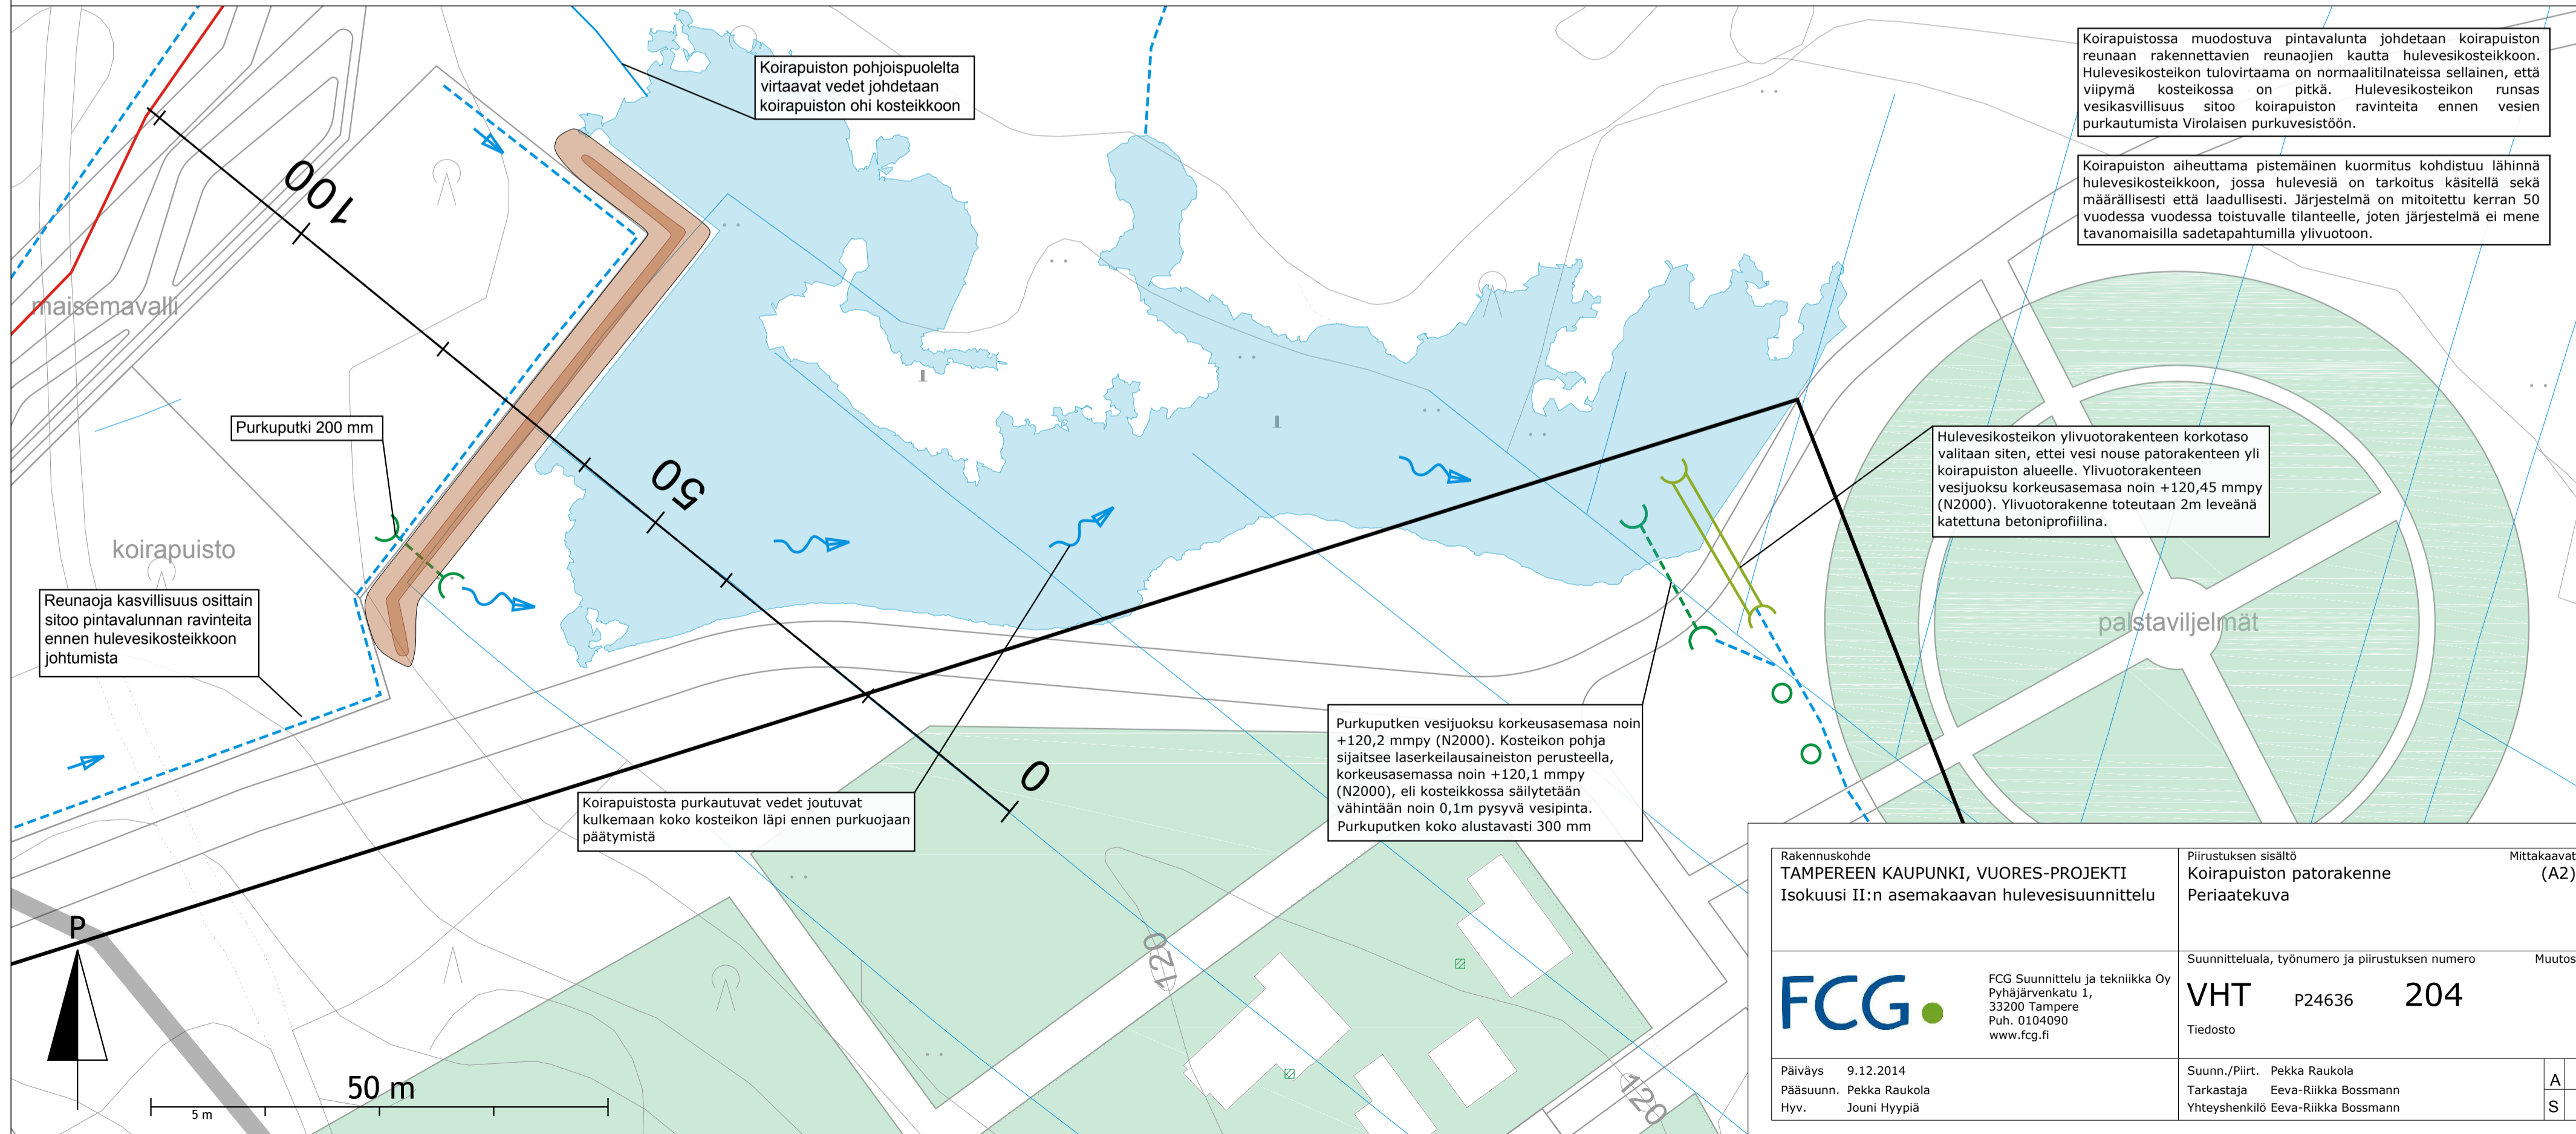 Koirapuistossa muodostuva pintavalunta johdetaan koirapuiston
reunaan rakennettavien reunaojien kautta hulevesikosteikkoon.
Hulevesikosteikon tulovirtaama on normaalitilnateissa sellainen, että
viipymä kosteikossa on pitkä. Hulevesikosteikon runsas
vesikasvillisuus sitoo koirapuiston ravinteita ennen vesien
purkautumista Virolaisen purkuvesistöön.
Koirapuiston aiheuttama pistemäinen kuormitus kohdistuu lähinnä
hulevesikosteikkoon, jossa hulevesiä on tarkoitus käsitellä sekä
määrällisesti että laadullisesti. Järjestelmä on mitoitettu kerran 50
vuodessa vuodessa toistuvalle tilanteelle, joten järjestelmä ei mene
tavanomaisilla sadetapahtumilla ylivuotoon.
Koirapuiston pohjoispuolelta
virtaavat vedet johdetaan
koirapuiston ohi kosteikkoon
100
maisemavalli
Purkuputki 200 mm
50
koirapuisto
Reunaoja kasvillisuus osittain
sitoo pintavalunnan ravinteita
ennen hulevesikosteikkoon
johtumista
Hulevesikosteikon ylivuotorakenteen korkotaso
valitaan siten, ettei vesi nouse patorakenteen yli
koirapuiston alueelle. Ylivuotorakenteen
vesijuoksu korkeusasemasa noin +120,45 mmpy
(N2000). Ylivuotorakenne toteutaan 2m leveänä
katettuna betoniprofiilina.
palstaviljelmät
Purkuputken vesijuoksu korkeusasemasa noin
+120,2 mmpy (N2000). Kosteikon pohja
sijaitsee laserkeilausaineiston perusteella,
korkeusasemassa noin +120,1 mmpy
(N2000), eli kosteikkossa säilytetään
vähintään noin 0,1m pysyvä vesipinta.
Purkuputken koko alustavasti 300 mm
0
Koirapuistosta purkautuvat vedet joutuvat
kulkemaan koko kosteikon läpi ennen purkuojaan
päätymistä
P
120
120
50 m
5 m
Rakennuskohde
TAMPEREEN KAUPUNKI, VUORES-PROJEKTI
Isokuusi II:n asemakaavan hulevesisuunnittelu
Piirustuksen sisältö
Mittakaavat
Koirapuiston patorakenne
(A2)
Periaatekuva
FCG
FCG Suunnittelu ja tekniikka Oy
Pyhäjärvenkatu 1,
33200 Tampere
Puh. 0104090
www.fcg.fi
Suunnitteluala, työnumero ja piirustuksen numero
Muutos
VHT P24636 204
Tiedosto
Päiväys 9.12.2014
Pääsuunn. Pekka Raukola
Hyv. Jouni Hyypiä
Suunn./Piirt. Pekka Raukola
Tarkastaja Eeva-Riikka Bossmann
Yhteyshenkilö Eeva-Riikka Bossmann
A
S